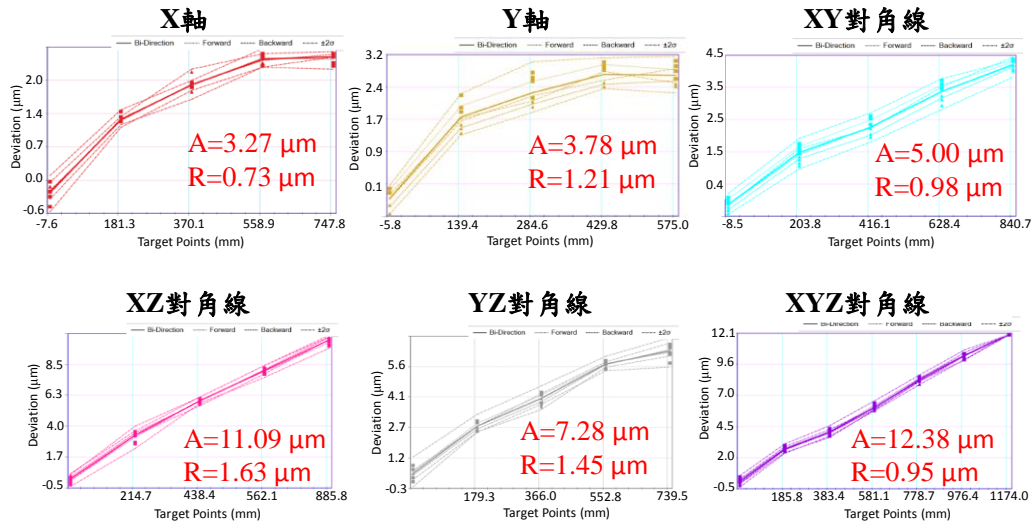 X軸
Bi-Direction Forward Backward ±2σ
Deviation (μm)
2.0
1.4
0.7
0.0
-0.6
A=3.27 μm
R=0.73 μm
-7.6 181.3 370.1 558.9 747.8
Target Points (mm)
Y軸
Bi-Direction Forward Backward ±2σ
Deviation (μm)
3.2
2.4
1.7
0.9
0.1
A=3.78 μm
R=1.21 μm
-5.8 139.4 284.6 429.8 575.0
Target Points (mm)
XY對角線
Bi-Direction Forward Backward ±2σ
Deviation (μm)
4.5
2.5
1.5
0.4
A=5.00 μm
R=0.98 μm
-8.5 203.8 416.1 628.4 840.7
Target Points (mm)
XZ對角線
Bi-Direction Forward Backward ±2σ
Deviation (μm)
8.5
6.3
4.0
1.7
-0.5
A=11.09 μm
R=1.63 μm
214.7 438.4 562.1 885.8
Target Points (mm)
YZ對角線
Bi-Direction Forward Backward ±2σ
Deviation (μm)
5.6
4.1
2.7
1.2
-0.3
A=7.28 μm
R=1.45 μm
179.3 366.0 552.8 739.5
Target Points (mm)
XYZ對角線
Bi-Direction Forward Backward ±2σ
Deviation (μm)
12.1
9.5
7.0
4.5
2.0
-0.5
A=12.38 μm
R=0.95 μm
185.8 383.4 581.1 778.7 976.4 1174.0
Target Points (mm)